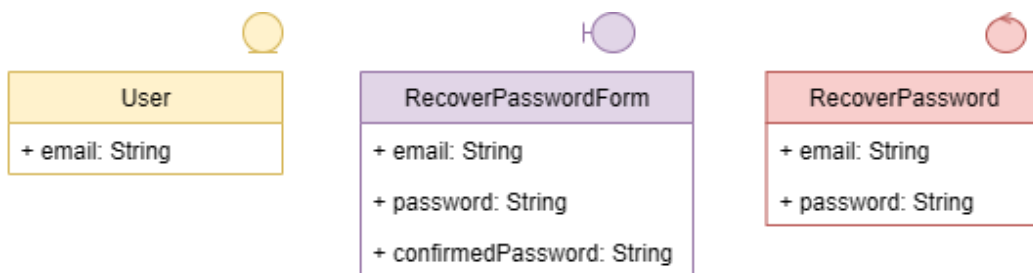 User
+ email: String
RecoverPasswordForm
+ email: String
+ password: String
+ confirmedPassword: String
RecoverPassword
+ email: String
+ password: String